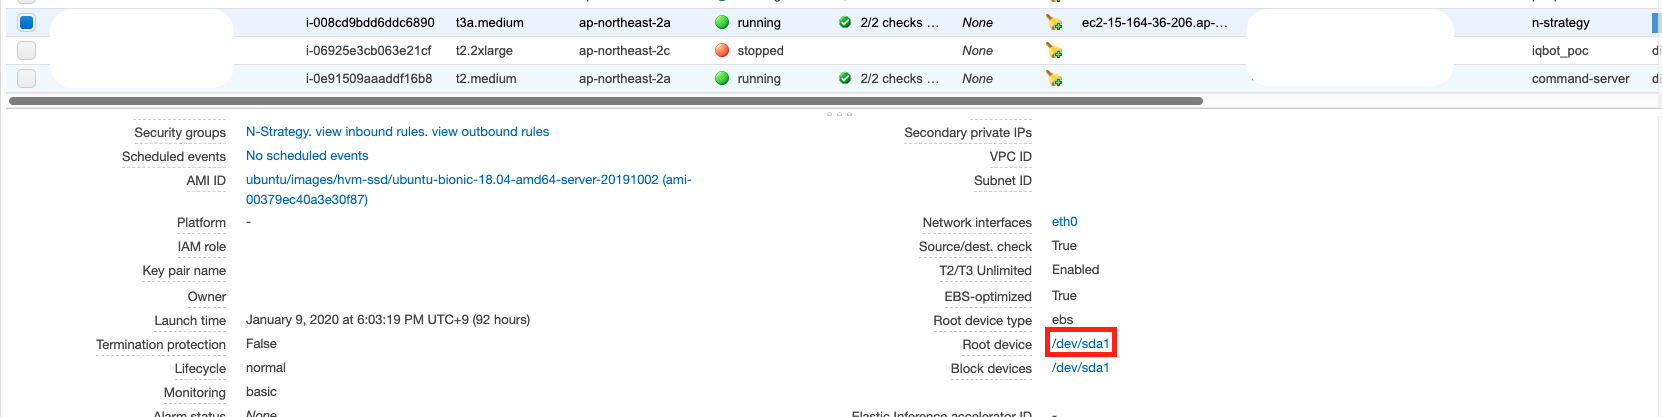 i-008cd9bdd6ddc6890 t3a.medium ap-northeast-2a running 2/2 checks ... None ec2-15-164-36-206.ap-... n-strategy
i-06925e3cb063e21cf t2.2xlarge ap-northeast-2c stopped None iqbot_poc di
i-0e91509aaaddf16b8 t2.medium ap-northeast-2a running 2/2 checks ... None command-server di
Security groups N-Strategy. view inbound rules. view outbound rules
Secondary private IPs
Scheduled events No scheduled events
VPC ID
AMI ID ubuntu/images/hvm-ssd/ubuntu-bionic-18.04-amd64-server-20191002 (ami-
00379ec40a3e30f87)
Subnet ID
Platform -
Network interfaces eth0
IAM role
Source/dest. check True
Key pair name
T2/T3 Unlimited Enabled
Owner
EBS-optimized True
Launch time January 9, 2020 at 6:03:19 PM UTC+9 (92 hours)
Root device type ebs
Termination protection False
Root device /dev/sda1
Lifecycle normal
Block devices /dev/sda1
Monitoring basic
Alarm status None
Elastic Inference accelerator ID -